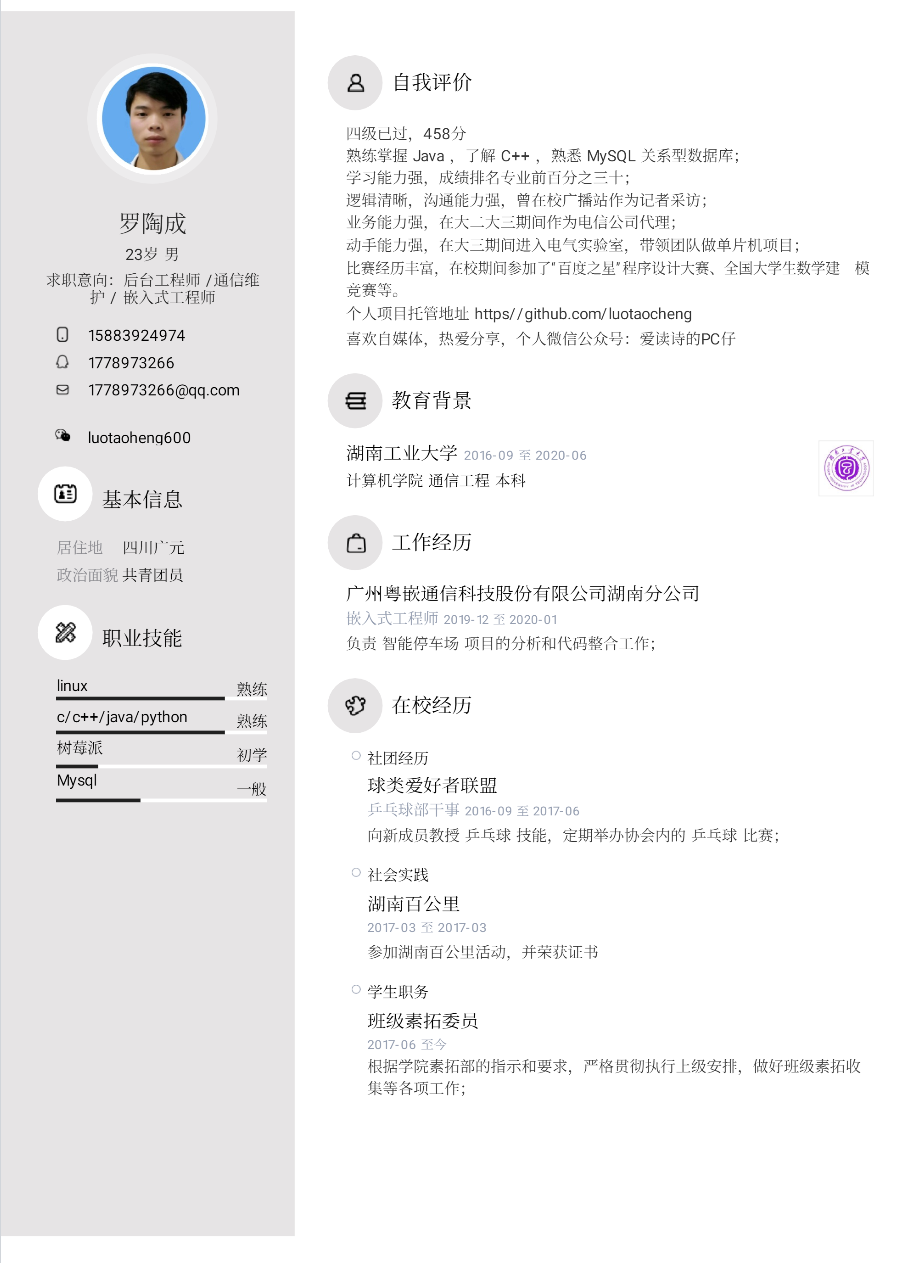 罗陶成
23岁 男
求职意向：后台工程师 /通信维
护 / 嵌入式工程师
15883924974
1778973266
1778973266@qq.com
luotaoheng600
基本信息
居住地 四川广元
政治面貌 共青团员
职业技能
linux 熟练
c/c++/java/python 熟练
树莓派 初学
Mysql 一般
自我评价
四级已过，458分
熟练掌握 Java ，了解 C++ ，熟悉 MySQL 关系型数据库；
学习能力强，成绩排名专业前百分之三十；
逻辑清晰，沟通能力强，曾在校广播站作为记者采访；
业务能力强，在大二大三期间作为电信公司代理；
动手能力强，在大三期间进入电气实验室，带领团队做单片机项目；
比赛经历丰富，在校期间参加了“百度之星”程序设计大赛、全国大学生数学建 模
竞赛等。
个人项目托管地址 https//github.com/luotaocheng
喜欢自媒体，热爱分享，个人微信公众号：爱读诗的PC仔
教育背景
湖南工业大学 2016-09 至 2020-06
计算机学院 通信工程 本科
工作经历
广州粤嵌通信科技股份有限公司湖南分公司
嵌入式工程师 2019-12 至 2020-01
负责 智能停车场 项目的分析和代码整合工作；
在校经历
社团经历
球类爱好者联盟
乒乓球部干事 2016-09 至 2017-06
向新成员教授 乒乓球 技能，定期举办协会内的 乒乓球 比赛；
社会实践
湖南百公里
2017-03 至 2017-03
参加湖南百公里活动，并荣获证书
学生职务
班级素拓委员
2017-06 至今
根据学院素拓部的指示和要求，严格贯彻执行上级安排，做好班级素拓收
集等各项工作；